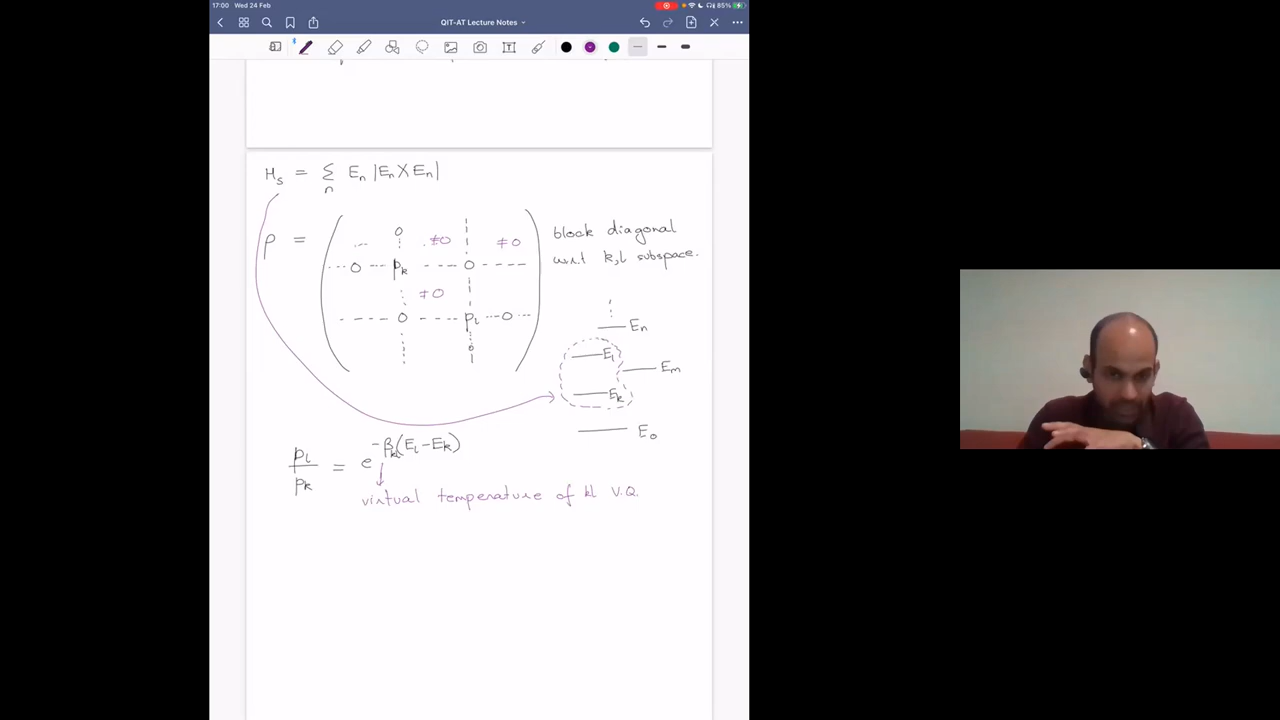 17:00 Wed 24 Feb
85%
QIT-AT Lecture Notes
H_s = Σ_n E_n |E_n X E_n|
ρ =
0
≠0
≠0
0
p_k
0
≠0
0
p_l
0
0
block diagonal
w.r.t k,l subspace.
E_n
E_l
E_m
E_k
E_0
p_l / p_k = e^{-β_k(E_l - E_k)}
virtual temperature of kl V.Q.